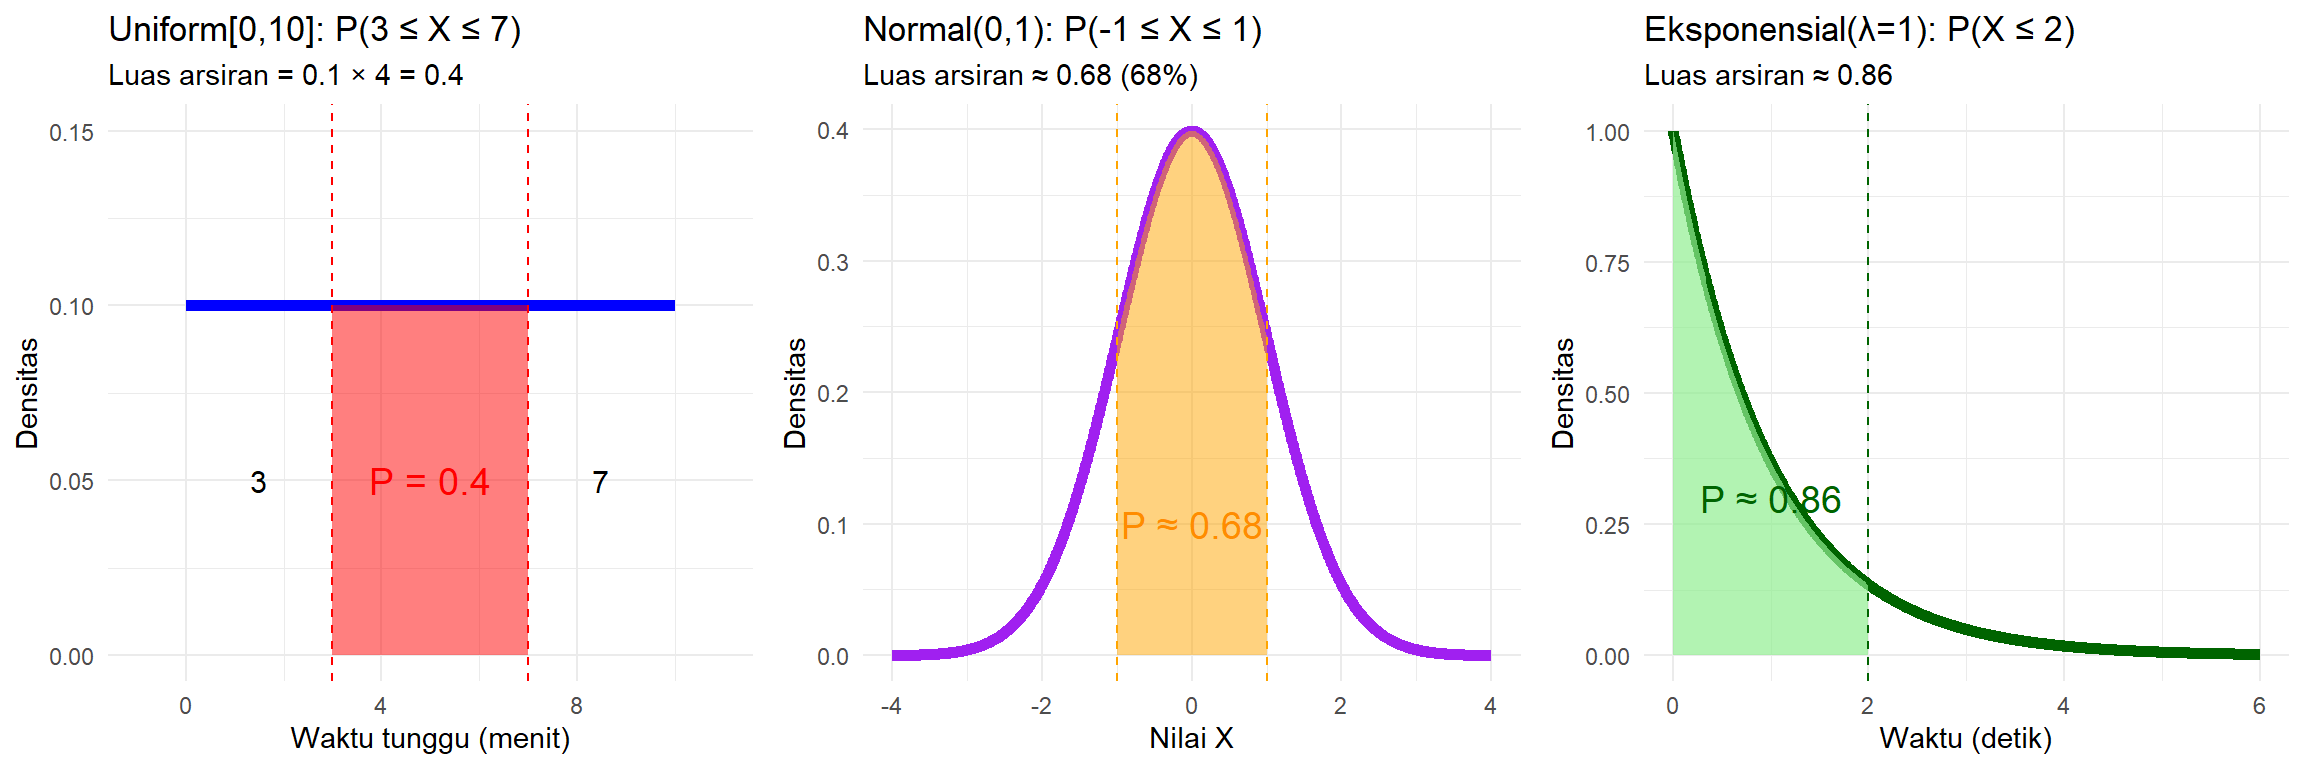 Uniform[0,10]: P(3 ≤ X ≤ 7)
Luas arsiran = 0.1 × 4 = 0.4
0.15
0.10
0.05
0.00
Densitas
3
P = 0.4
7
0 4 8
Waktu tunggu (menit)
Normal(0,1): P(-1 ≤ X ≤ 1)
Luas arsiran ≈ 0.68 (68%)
0.4
0.3
0.2
0.1
0.0
Densitas
P ≈ 0.68
-4 -2 0 2 4
Nilai X
Eksponensial(λ=1): P(X ≤ 2)
Luas arsiran ≈ 0.86
1.00
0.75
0.50
0.25
0.00
Densitas
P ≈ 0.86
0 2 4 6
Waktu (detik)